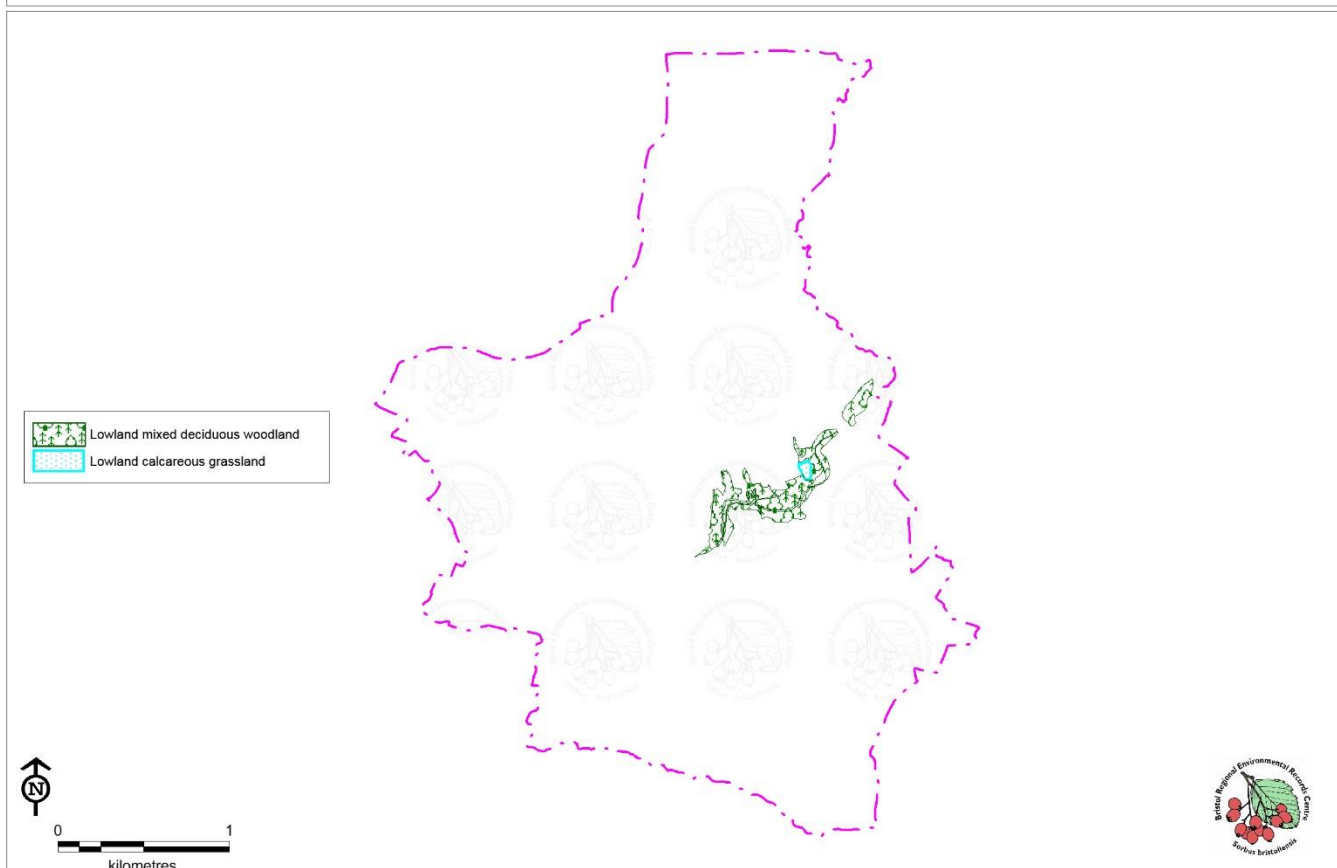 Lowland mixed deciduous woodland
Lowland calcareous grassland
N
0 1
kilometres
Bristol Regional Environmental Records Centre
Sorbus bristoliensis